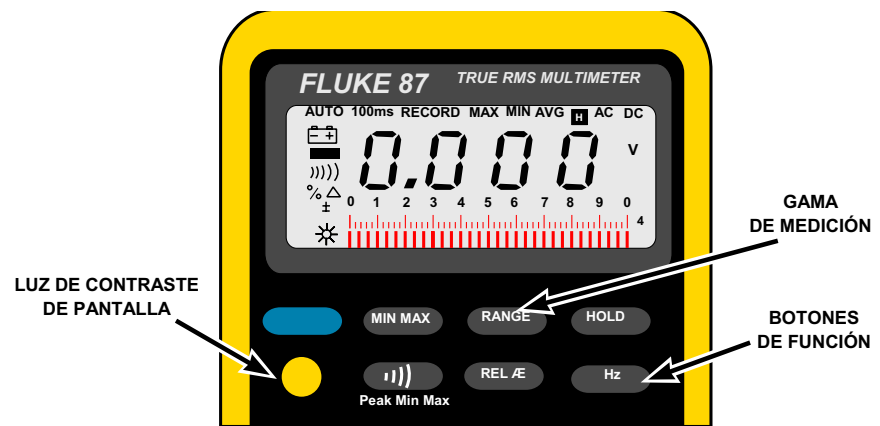 FLUKE 87 TRUE RMS MULTIMETER
AUTO 100ms RECORD MAX MIN AVG H AC DC
0.000 V
% ±
0 1 2 3 4 5 6 7 8 9 0
4
GAMA
DE MEDICIÓN
LUZ DE CONTRASTE
DE PANTALLA
MIN MAX RANGE HOLD
BOTONES
DE FUNCIÓN
REL Æ Hz
Peak Min Max